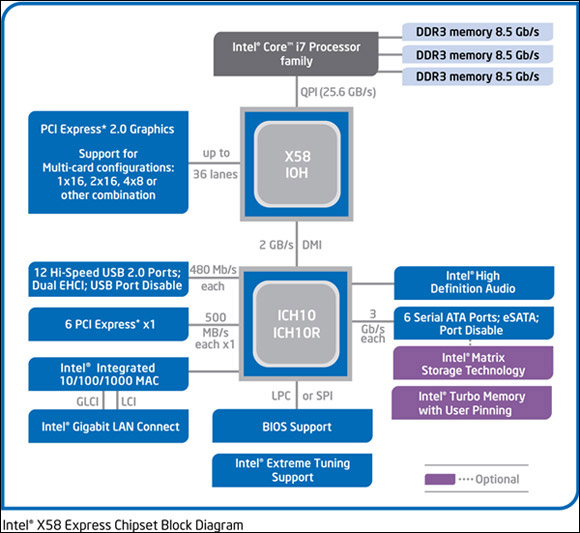 Intel® Core™ i7 Processor
family
DDR3 memory 8.5 Gb/s
DDR3 memory 8.5 Gb/s
DDR3 memory 8.5 Gb/s
QPI (25.6 GB/s)
PCI Express* 2.0 Graphics
Support for
Multi-card configurations:
1x16, 2x16, 4x8 or
other combination
up to
36 lanes
X58
IOH
2 GB/s DMI
12 Hi-Speed USB 2.0 Ports;
Dual EHCI; USB Port Disable
480 Mb/s
each
ICH10
ICH10R
Intel® High
Definition Audio
6 PCI Express* x1
500
MB/s
each x1
3
Gb/s
each
6 Serial ATA Ports; eSATA;
Port Disable
Intel® Matrix
Storage Technology
Intel® Turbo Memory
with User Pinning
Intel® Integrated
10/100/1000 MAC
GLCI LCI
Intel® Gigabit LAN Connect
LPC or SPI
BIOS Support
Intel® Extreme Tuning
Support
Optional
Intel® X58 Express Chipset Block Diagram